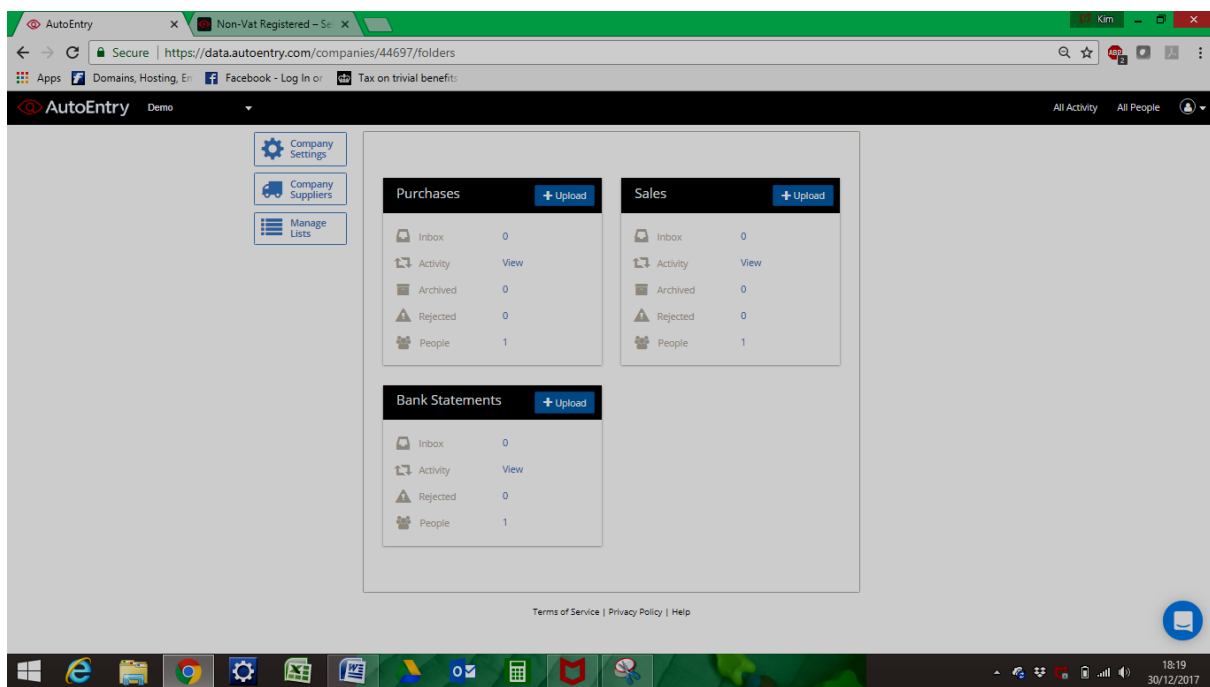 AutoEntry
Non-Vat Registered – Se
Kim
Secure | https://data.autoentry.com/companies/44697/folders
ABP
2
Apps
Domains, Hosting, En
Facebook - Log In or
Tax on trivial benefits
AutoEntry
Demo
All Activity
All People
Company
Settings
Company
Suppliers
Manage
Lists
Purchases
+ Upload
Inbox 0
Activity View
Archived 0
Rejected 0
People 1
Sales
+ Upload
Inbox 0
Activity View
Archived 0
Rejected 0
People 1
Bank Statements
+ Upload
Inbox 0
Activity View
Rejected 0
People 1
Terms of Service | Privacy Policy | Help
18:19
30/12/2017